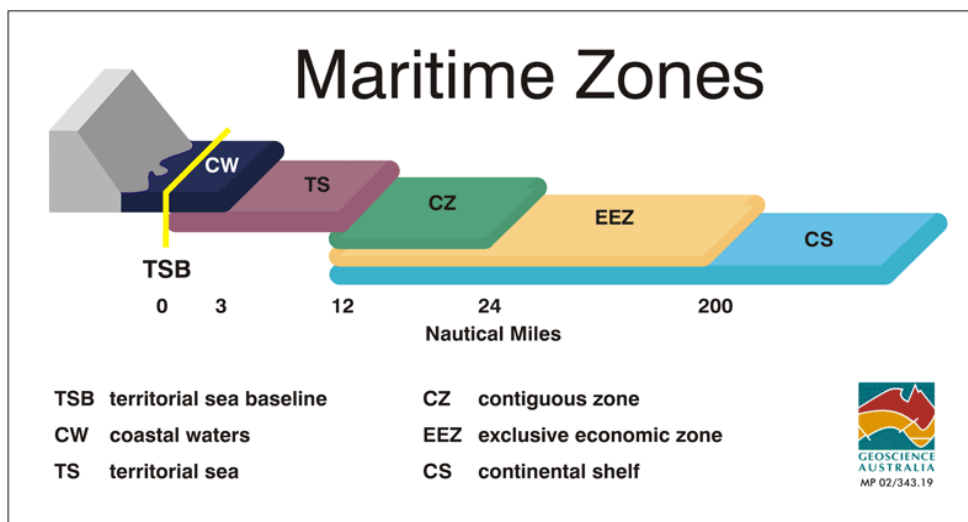 Maritime Zones
CW
TS
CZ
EEZ
CS
TSB
0 3 12 24 200
Nautical Miles
TSB territorial sea baseline
CW coastal waters
TS territorial sea
CZ contiguous zone
EEZ exclusive economic zone
CS continental shelf
GEOSCIENCE
AUSTRALIA
MP 02/343.19